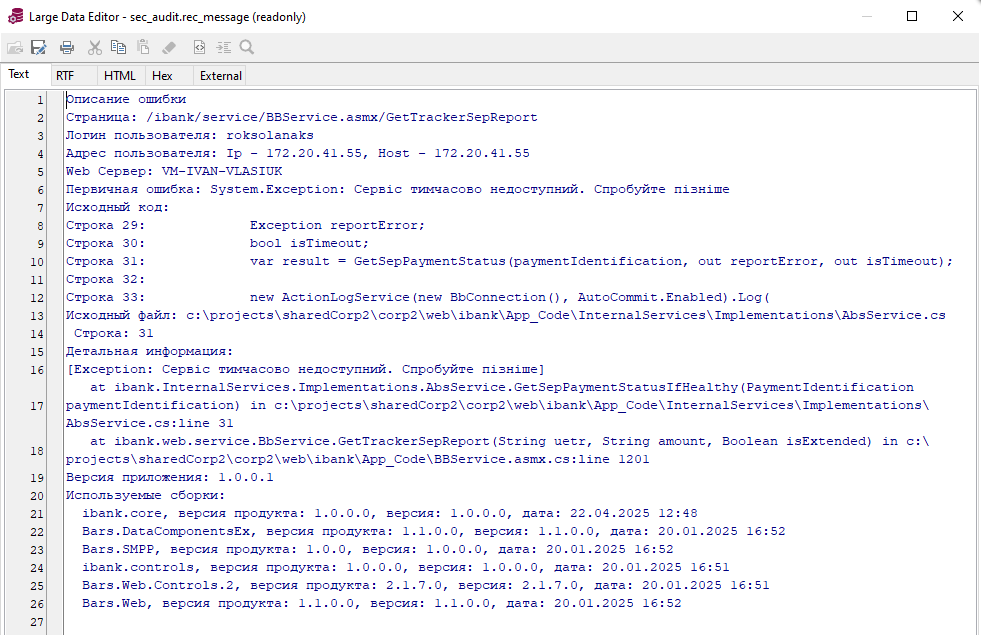 Large Data Editor - sec_audit.rec_message (readonly)
Text RTF HTML Hex External
1 Описание ошибки
2 Страница: /ibank/service/BBService.asmx/GetTrackerSepReport
3 Логин пользователя: roksolanaks
4 Адрес пользователя: Ip - 172.20.41.55, Host - 172.20.41.55
5 Web Сервер: VM-IVAN-VLASIUK
6 Первичная ошибка: System.Exception: Сервіс тимчасово недоступний. Спробуйте пізніше
7 Исходный код:
8 Строка 29: Exception reportError;
9 Строка 30: bool isTimeout;
10 Строка 31: var result = GetSepPaymentStatus(paymentIdentification, out reportError, out isTimeout);
11 Строка 32:
12 Строка 33: new ActionLogService(new BbConnection(), AutoCommit.Enabled).Log(
13 Исходный файл: c:\projects\sharedCorp2\corp2\web\ibank\App_Code\InternalServices\Implementations\AbsService.cs
14 Строка: 31
15 Детальная информация:
16 [Exception: Сервіс тимчасово недоступний. Спробуйте пізніше]
at ibank.InternalServices.Implementations.AbsService.GetSepPaymentStatusIfHealthy(PaymentIdentification
17 paymentIdentification) in c:\projects\sharedCorp2\corp2\web\ibank\App_Code\InternalServices\Implementations\
AbsService.cs:line 31
at ibank.web.service.BbService.GetTrackerSepReport(String uetr, String amount, Boolean isExtended) in c:\
18 projects\sharedCorp2\corp2\web\ibank\App_Code\BBService.asmx.cs:line 1201
19 Версия приложения: 1.0.0.1
20 Используемые сборки:
21 ibank.core, версия продукта: 1.0.0.0, версия: 1.0.0.0, дата: 22.04.2025 12:48
22 Bars.DataComponentsEx, версия продукта: 1.1.0.0, версия: 1.1.0.0, дата: 20.01.2025 16:52
23 Bars.SMPP, версия продукта: 1.0.0, версия: 1.0.0.0, дата: 20.01.2025 16:52
24 ibank.controls, версия продукта: 1.0.0.0, версия: 1.0.0.0, дата: 20.01.2025 16:51
25 Bars.Web.Controls.2, версия продукта: 2.1.7.0, версия: 2.1.7.0, дата: 20.01.2025 16:51
26 Bars.Web, версия продукта: 1.1.0.0, версия: 1.1.0.0, дата: 20.01.2025 16:52
27